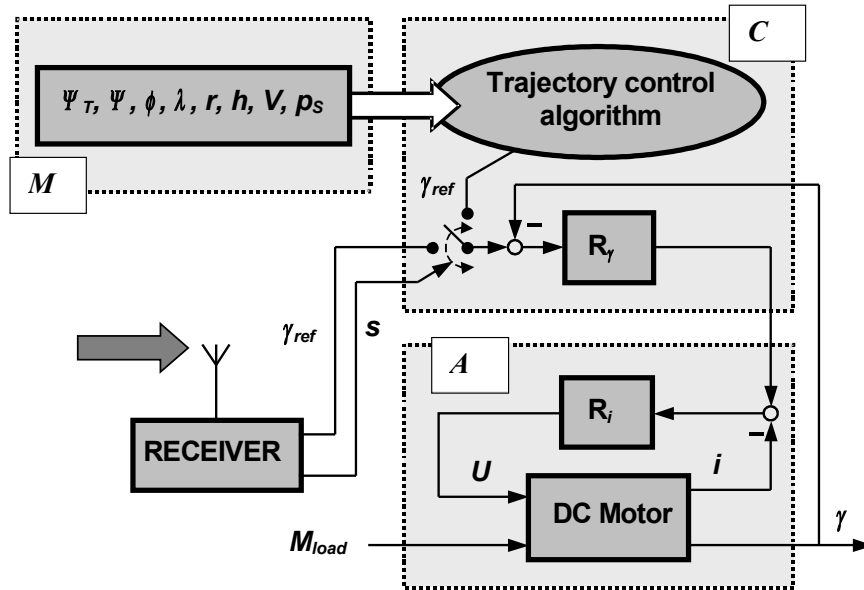 C
Ψ_T, Ψ, ϕ, λ, r, h, V, p_S
Trajectory control
algorithm
M
γ_ref
−
R_γ
γ_ref
s
A
R_i
−
RECEIVER
U
i
DC Motor
γ
M_load